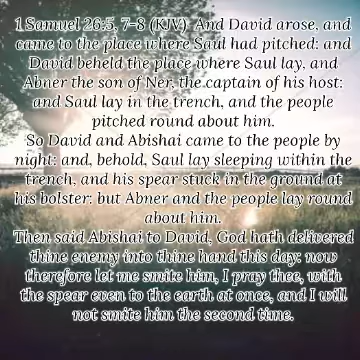 1 Samuel 26:5, 7-8 (KJV) And David arose, and
came to the place where Saul had pitched: and
David beheld the place where Saul lay, and
Abner the son of Ner, the captain of his host:
and Saul lay in the trench, and the people
pitched round about him.
So David and Abishai came to the people by
night: and, behold, Saul lay sleeping within the
trench, and his spear stuck in the ground at
his bolster: but Abner and the people lay round
about him.
Then said Abishai to David, God hath delivered
thine enemy into thine hand this day: now
therefore let me smite him, I pray thee, with
the spear even to the earth at once, and I will
not smite him the second time.